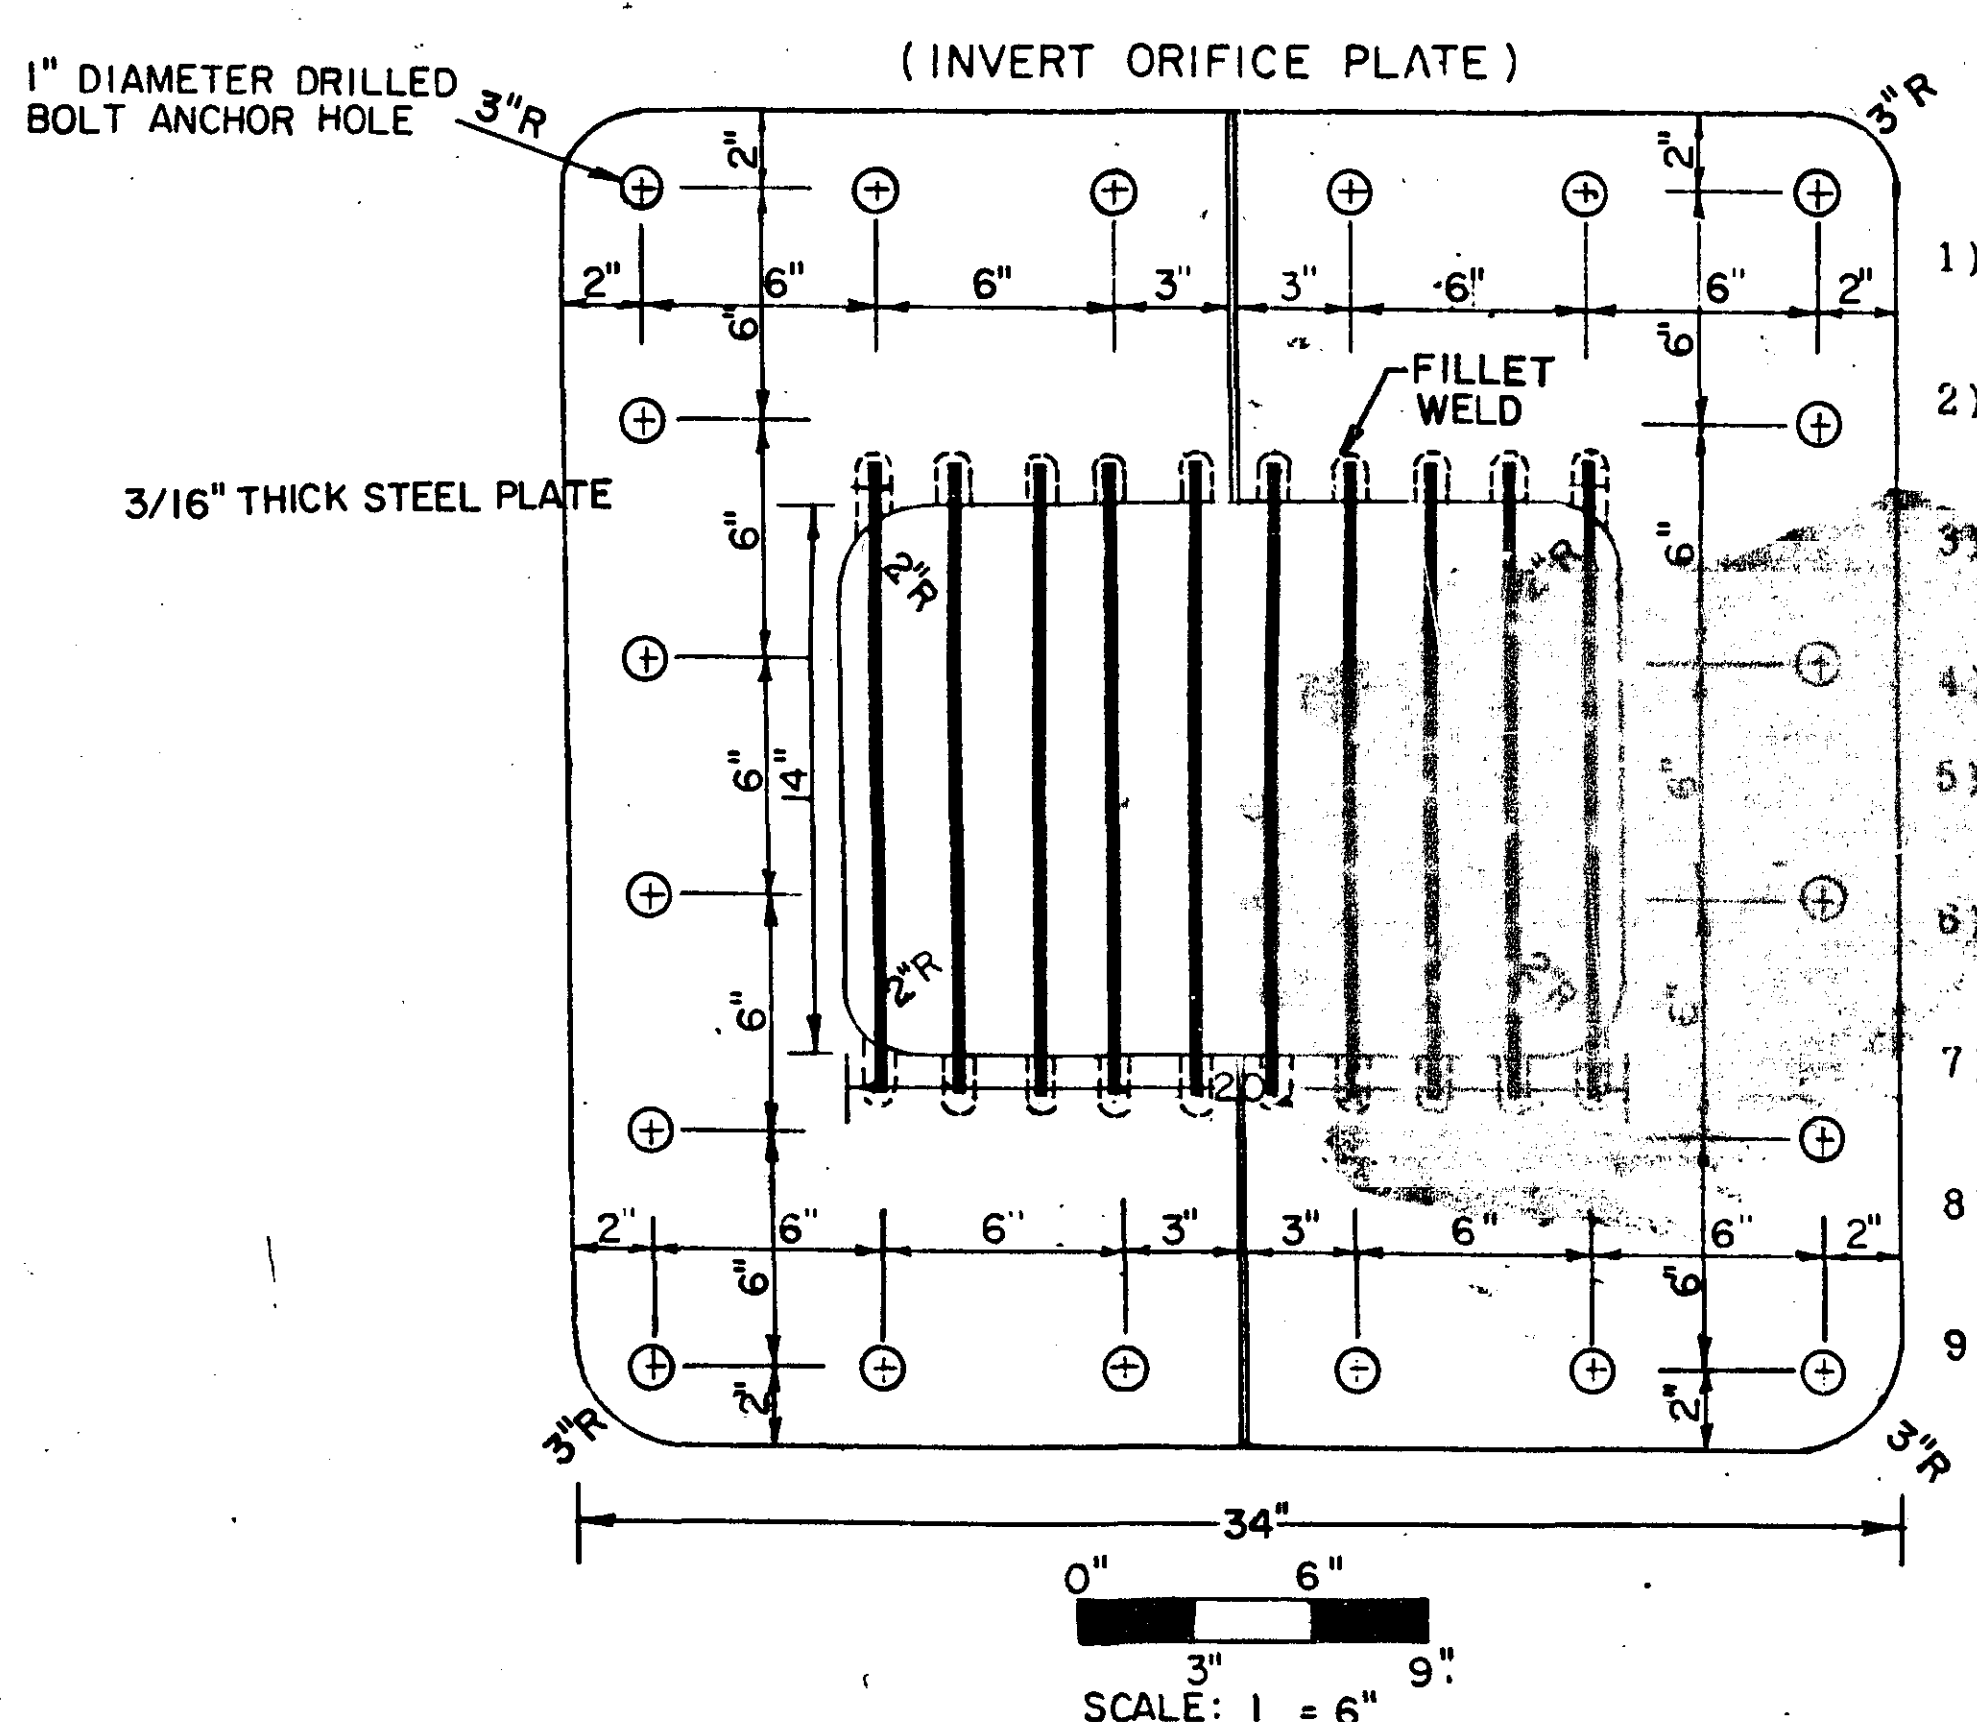 (INVERT ORIFICE PLATE)
1" DIAMETER DRILLED
BOLT ANCHOR HOLE
3"R
3"R
2"
2"
2" 6" 6" 3" 3" 6" 6" 2"
1)
6"
6"
FILLET
WELD
2)
3/16" THICK STEEL PLATE
6"
6"
3)
2"R
"R
4)
6"
14"
5)
6)
2"R
2"R
6"
7
20
8
2" 6" 6" 3" 3" 6" 6" 2"
6"
6"
9
2"
2"
3"R
3"R
34"
0" 6"
3" 9"
SCALE: 1 = 6"